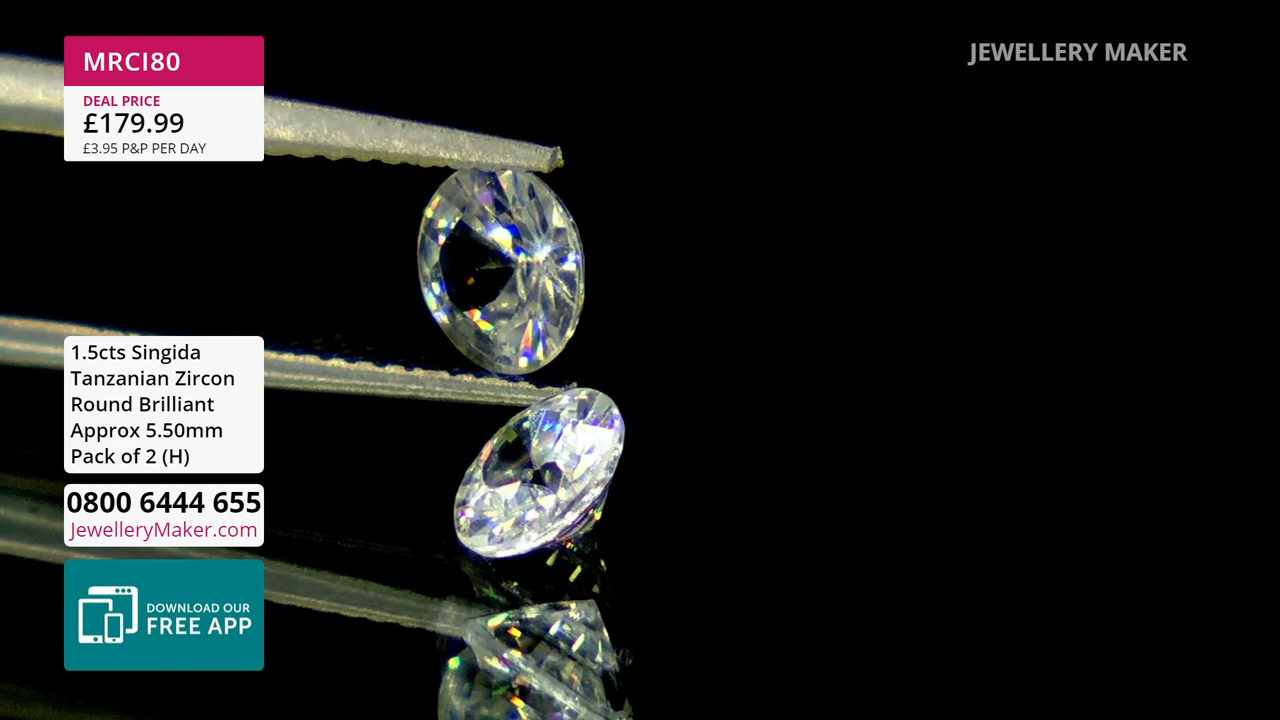 MRCI80
DEAL PRICE
£179.99
£3.95 P&P PER DAY
JEWELLERY MAKER
1.5cts Singida
Tanzanian Zircon
Round Brilliant
Approx 5.50mm
Pack of 2 (H)
0800 6444 655
JewelleryMaker.com
DOWNLOAD OUR
FREE APP